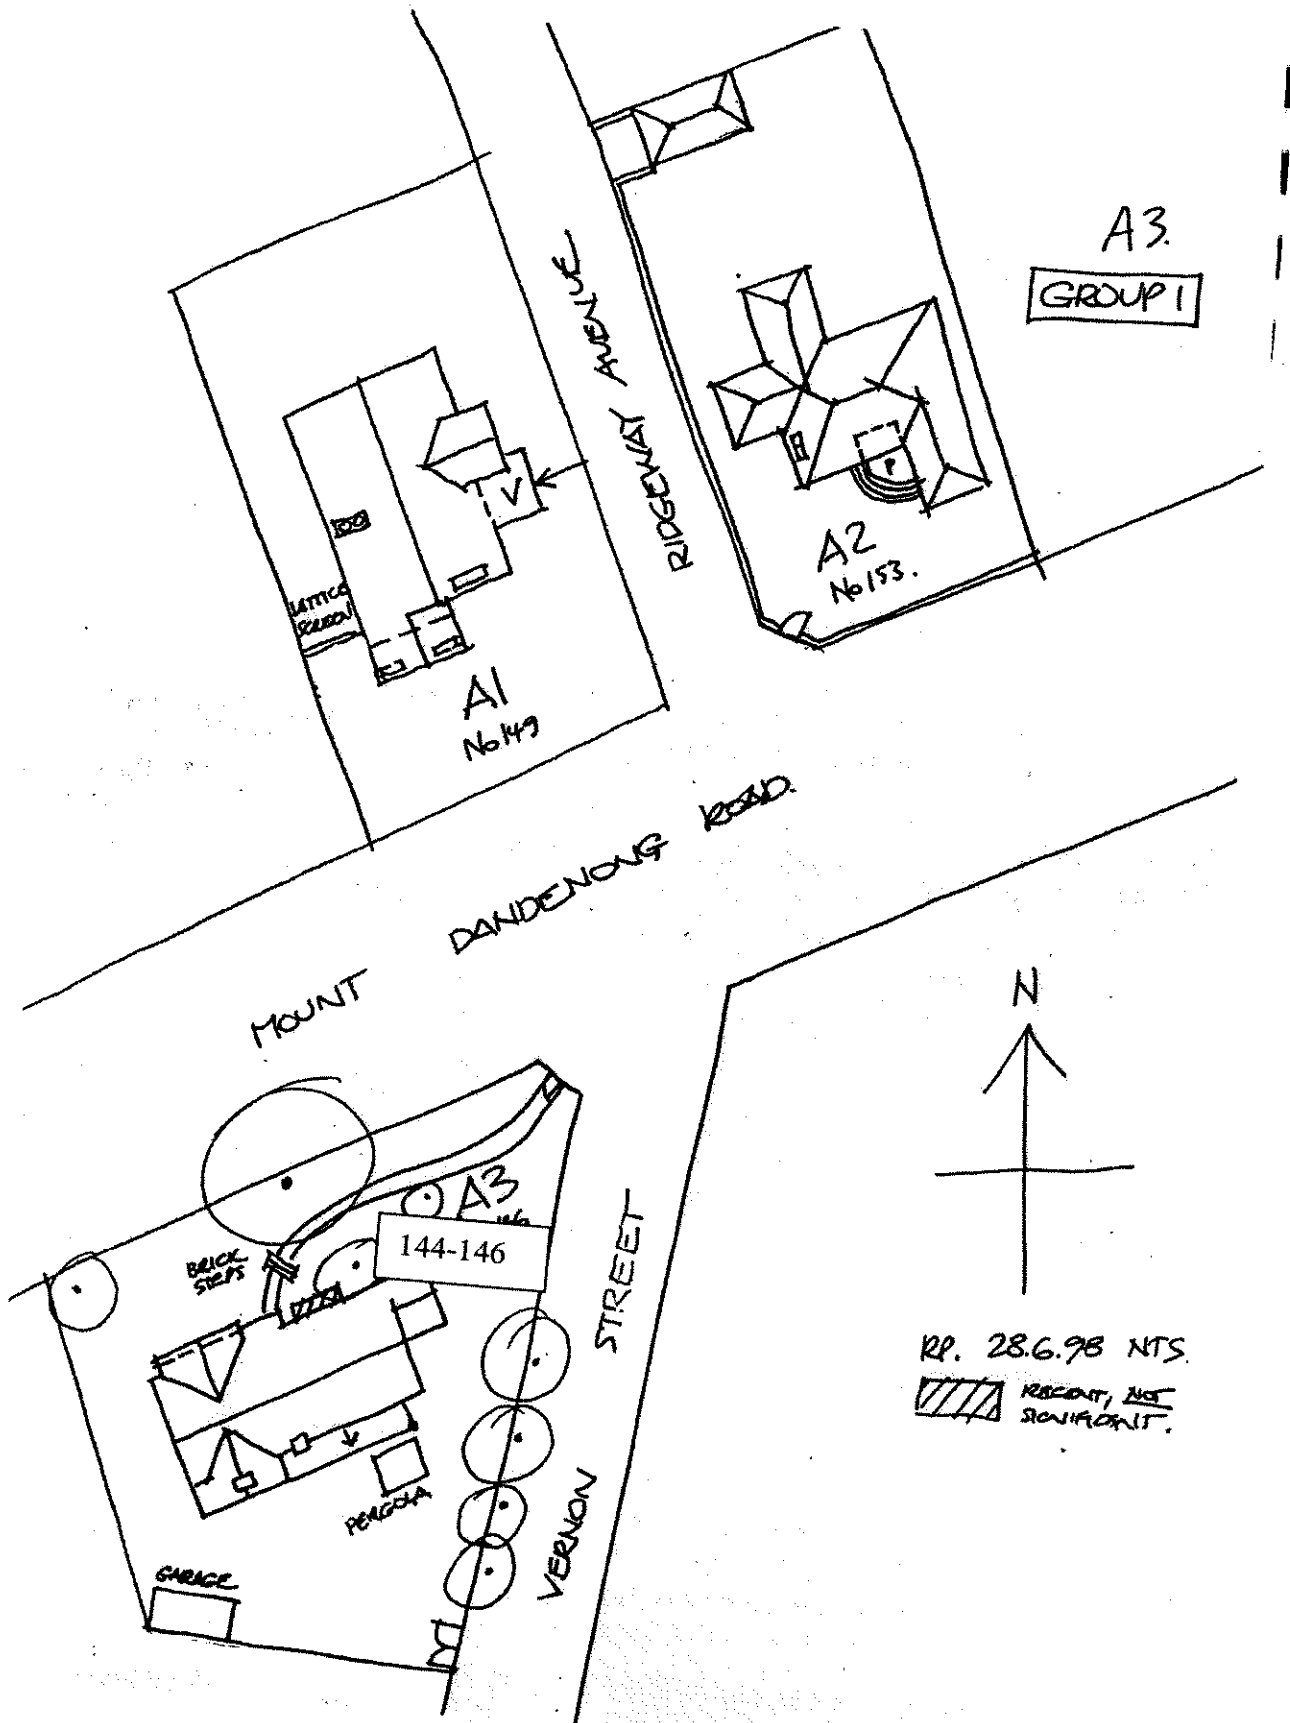 A3.
GROUP 1
RIDGEWAY AVENUE
V
P
A2
No 153.
LATTICE
SCREEN
A1
No 149
MOUNT DANDENONG ROAD.
N
A3
144-146
BRICK
STEPS
VERNON STREET
RP. 28.6.98 NTS.
RECENT, NOT
SIGNIFICANT.
PERGOLA
GARAGE